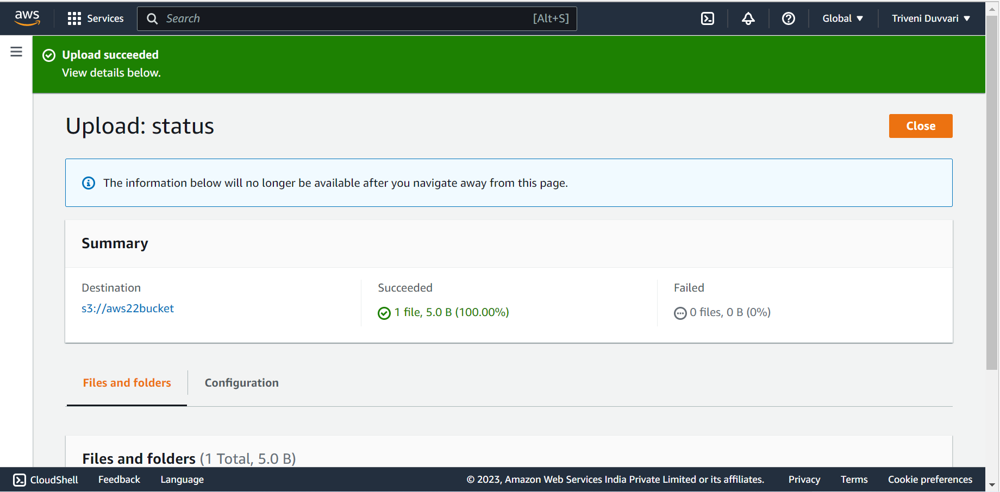 aws
Services
Search
[Alt+S]
Global
Triveni Duvvari
Upload succeeded
View details below.
Upload: status
Close
The information below will no longer be available after you navigate away from this page.
Summary
Destination
Succeeded
Failed
s3://aws22bucket
1 file, 5.0 B (100.00%)
0 files, 0 B (0%)
Files and folders
Configuration
Files and folders (1 Total, 5.0 B)
CloudShell
Feedback
Language
© 2023, Amazon Web Services India Private Limited or its affiliates.
Privacy
Terms
Cookie preferences